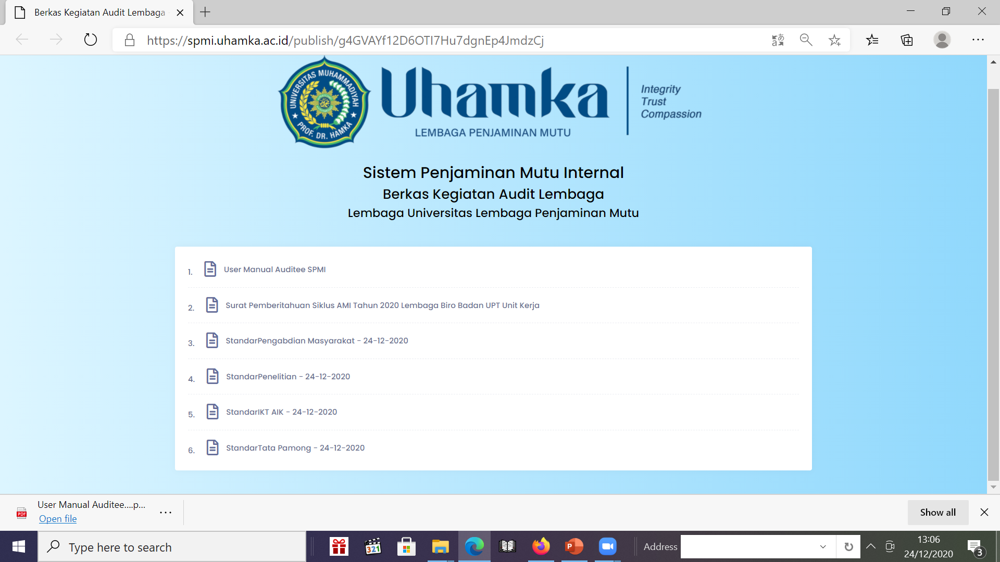 Berkas Kegiatan Audit Lembaga
https://spmi.uhamka.ac.id/publish/g4GVAYf12D6OTI7Hu7dgnEp4JmdzCj
UNIVERSITAS MUHAMMADIYAH
PROF. DR. HAMKA
Uhamka
LEMBAGA PENJAMINAN MUTU
Integrity
Trust
Compassion
Sistem Penjaminan Mutu Internal
Berkas Kegiatan Audit Lembaga
Lembaga Universitas Lembaga Penjaminan Mutu
1. User Manual Auditee SPMI
2. Surat Pemberitahuan Siklus AMI Tahun 2020 Lembaga Biro Badan UPT Unit Kerja
3. StandarPengabdian Masyarakat - 24-12-2020
4. StandarPenelitian - 24-12-2020
5. StandarIKT AIK - 24-12-2020
6. StandarTata Pamong - 24-12-2020
PDF
User Manual Auditee....p...
Open file
Show all
Type here to search
321
P
Address
13:06
24/12/2020
3